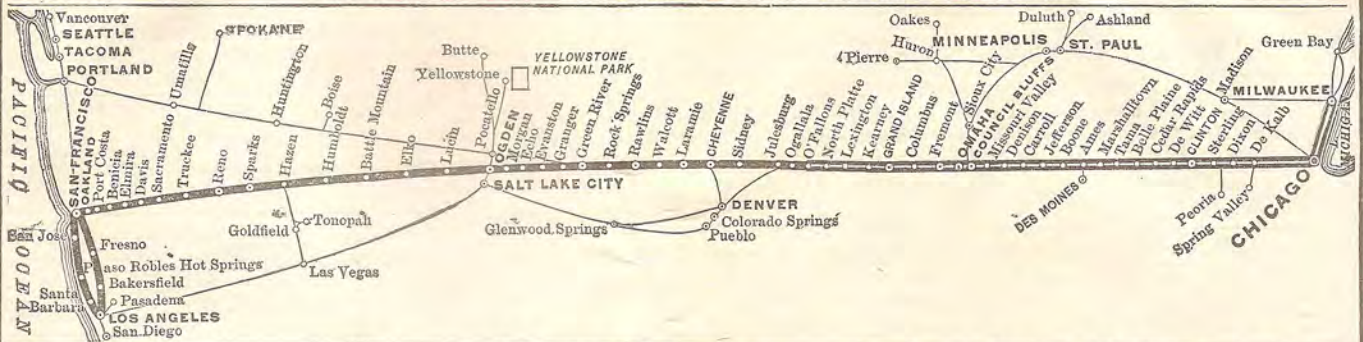 Vancouver
SEATTLE
TACOMA
PORTLAND
SPOKANE
Umatilla
Huntington
Boise
Butte
Yellowstone
YELLOWSTONE
NATIONAL PARK
Pocatello
Oakes
Huron
Pierre
MINNEAPOLIS
ST. PAUL
Duluth
Ashland
Sioux City
Green Bay
Madison
MILWAUKEE
PACIFIC OCEAN
SAN-FRANCISCO
OAKLAND
Port Costa
Benicia
Elmira
Davis
Sacramento
Truckee
Reno
Sparks
Hazen
Humboldt
Battle Mountain
Elko
Lucin
OGDEN
Morgan
Echo
Evanston
Granger
Green River
Rock Springs
Rawlins
Walcott
Laramie
CHEYENNE
Sidney
Julesburg
Ogallala
O'Fallons
North Platte
Lexington
Kearney
GRAND ISLAND
Columbus
Fremont
OMAHA
COUNCIL BLUFFS
Missouri Valley
Denison
Carroll
Jefferson
Boone
Ames
Marshalltown
Tama
Belle Plaine
Cedar Rapids
De Witt
CLINTON
Sterling
Dixon
De Kalb
CHICAGO
L. MICHIGAN
SALT LAKE CITY
Glenwood Springs
DENVER
Colorado Springs
Pueblo
DES MOINES
Peoria
Spring Valley
Tonopah
Goldfield
Las Vegas
San Jose
Fresno
Paso Robles Hot Springs
Bakersfield
Santa
Barbara
Pasadena
LOS ANGELES
San Diego